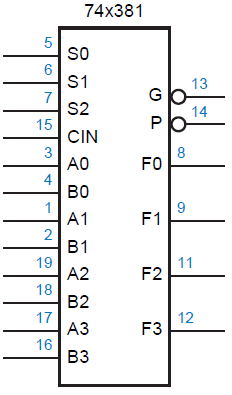 74x381
5 S0
6 S1
7 S2
15 CIN
3 A0
4 B0
1 A1
2 B1
19 A2
18 B2
17 A3
16 B3
G 13
P 14
F0 8
F1 9
F2 11
F3 12